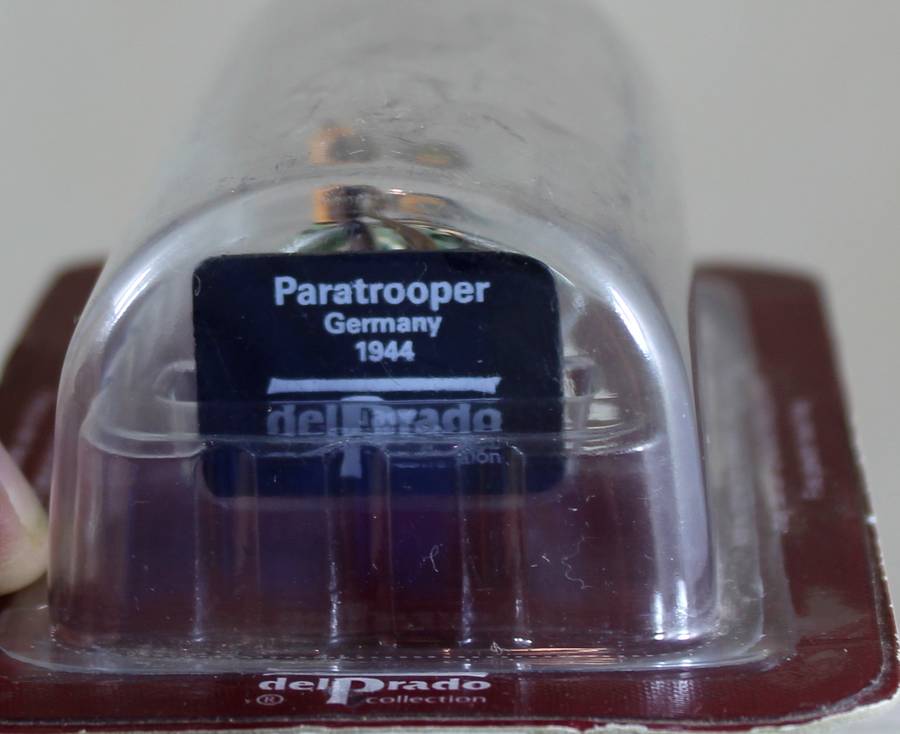 Paratrooper
Germany
1944
delPrado
delPrado
® collection